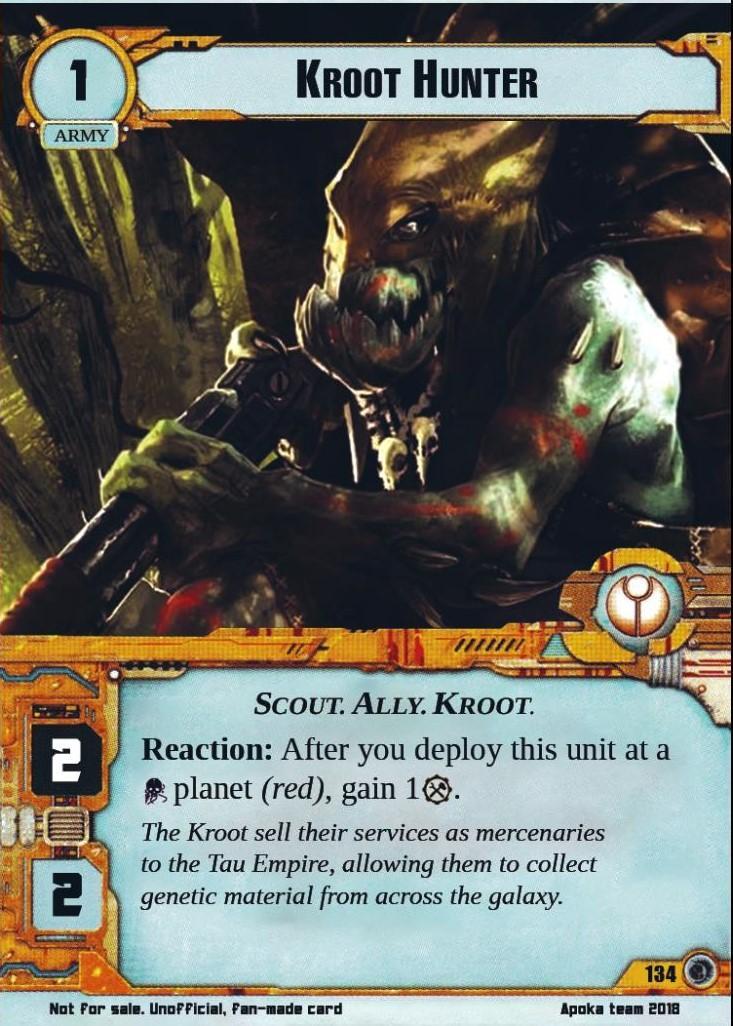 1
KROOT HUNTER
ARMY
SCOUT. ALLY. KROOT.
2
Reaction: After you deploy this unit at a
planet (red), gain 1.
The Kroot sell their services as mercenaries
to the Tau Empire, allowing them to collect
genetic material from across the galaxy.
2
134
Not for sale. Unofficial, fan-made card
Apoka team 2018